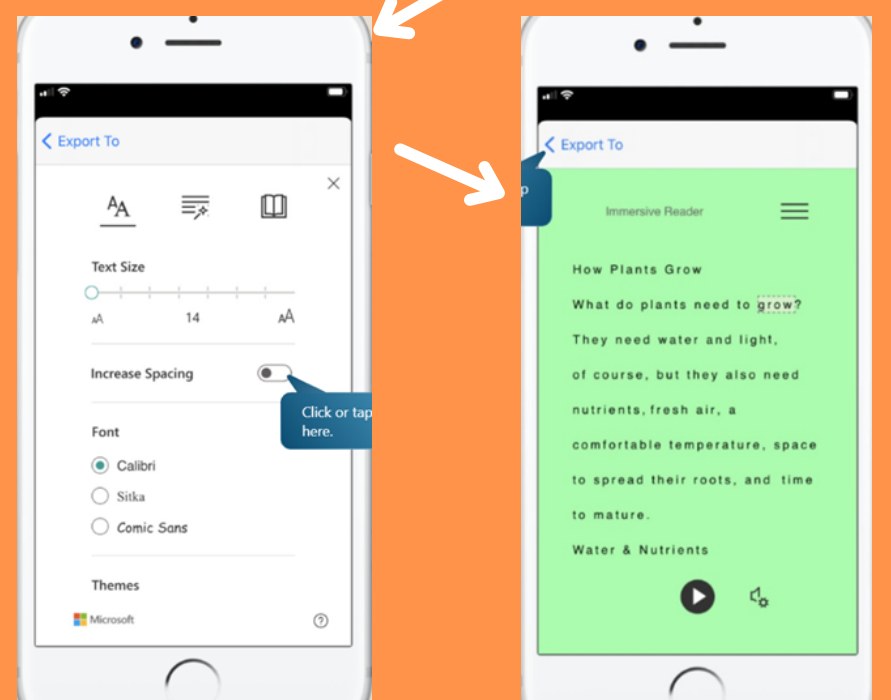 Export To
AA
Text Size
AA 14 AA
Increase Spacing
Click or tap
here.
Font
Calibri
Sitka
Comic Sans
Themes
Microsoft
?
Export To
p
Immersive Reader
How Plants Grow
What do plants need to grow?
They need water and light,
of course, but they also need
nutrients, fresh air, a
comfortable temperature, space
to spread their roots, and time
to mature.
Water & Nutrients